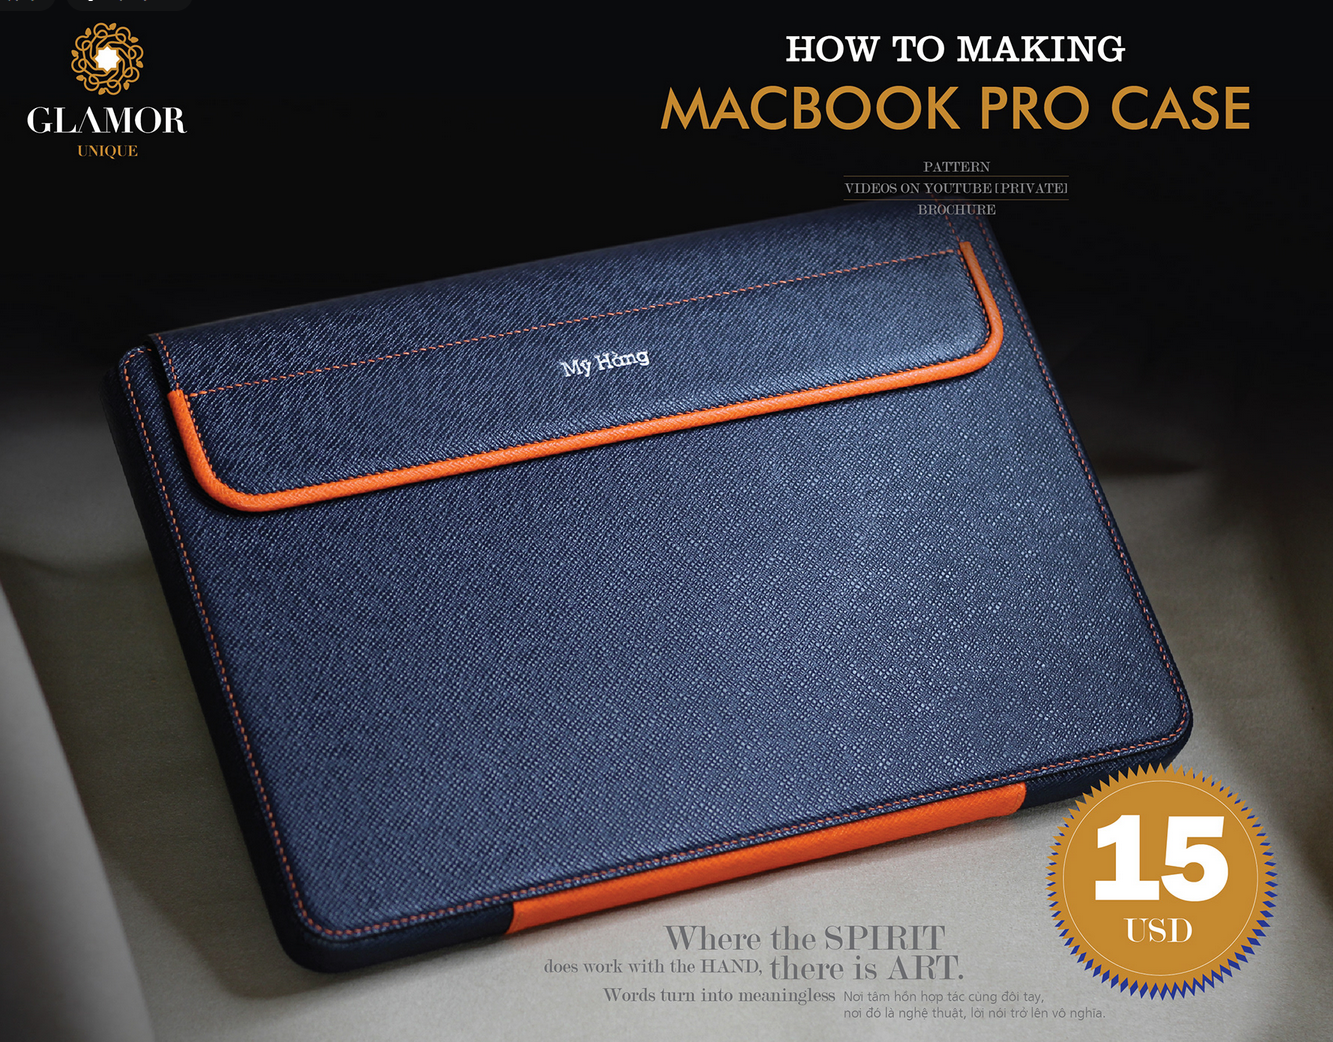 GLAMOR
UNIQUE
HOW TO MAKING
MACBOOK PRO CASE
PATTERN
VIDEOS ON YOUTUBE [PRIVATE]
BROCHURE
Mỹ Hằng
15
USD
Where the SPIRIT
does work with the HAND, there is ART.
Words turn into meaningless
Nơi tâm hồn hợp tác cùng đôi tay,
nơi đó là nghệ thuật, lời nói trở lên vô nghĩa.